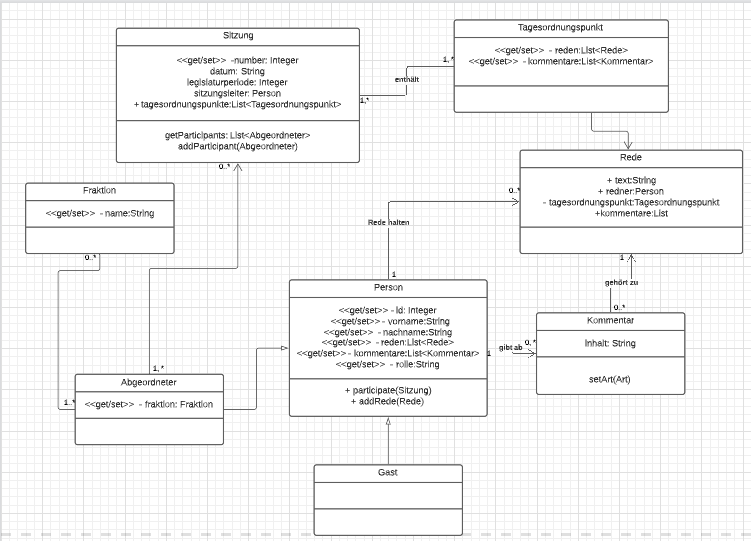 Sitzung
<<get/set>> -number: Integer
datum: String
legislaturperiode: Integer
sitzungsleiter: Person
+ tagesordnungspunkte:List<Tagesordnungspunkt>
getParticipants: List<Abgeordneter>
addParticipant(Abgeordneter)
0..*
Tagesordnungspunkt
<<get/set>> - reden:List<Rede>
<<get/set>> - kommentare:List<Kommentar>
1,*
enthält
1,*
Rede
+ text:String
+ redner:Person
- tagesordnungspunkt:Tagesordnungspunkt
+kommentare:List
0..*
1
Fraktion
<<get/set>> - name:String
0..*
Rede halten
1
gehört zu
0..*
Person
<<get/set>> - Id: Integer
<<get/set>> - vorname:String
<<get/set>> - nachname:String
<<get/set>> - reden:List<Rede>
<<get/set>> - kommentare:List<Kommentar>
<<get/set>> - rolle:String
+ participate(Sitzung)
+ addRede(Rede)
1
gibt ab
0,*
Kommentar
Inhalt: String
setArt(Art)
1,*
Abgeordneter
<<get/set>> - fraktion: Fraktion
1..*
Gast